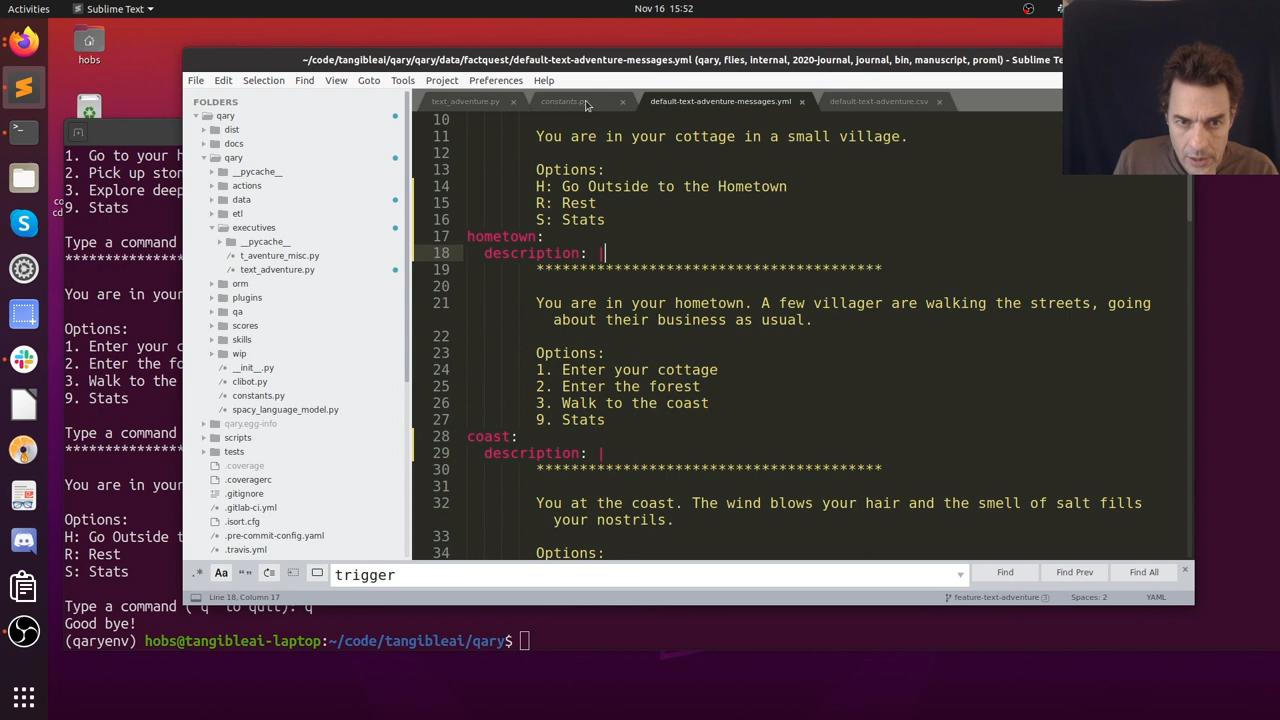 Activities
Sublime Text
Nov 16 15:52
hobs
~/code/tangibleai/qary/qary/data/factquest/default-text-adventure-messages.yml (qary, flies, internal, 2020-journal, journal, bin, manuscript, proml) - Sublime Tex
File Edit Selection Find View Goto Tools Project Preferences Help
FOLDERS
qary
dist
docs
qary
__pycache__
actions
data
etl
executives
__pycache__
t_aventure_misc.py
text_adventure.py
orm
plugins
qa
scores
skills
wip
__init__.py
clibot.py
constants.py
spacy_language_model.py
qary.egg-info
scripts
tests
.coverage
.coveragerc
.gitignore
.gitlab-ci.yml
.isort.cfg
.pre-commit-config.yaml
.travis.yml
text_adventure.py × constants.p × default-text-adventure-messages.yml × default-text-adventure.csv ×
10
11 You are in your cottage in a small village.
12
13 Options:
14 H: Go Outside to the Hometown
15 R: Rest
16 S: Stats
17 hometown:
18 description: |
19 ****************************************
20
21 You are in your hometown. A few villager are walking the streets, going
about their business as usual.
22
23 Options:
24 1. Enter your cottage
25 2. Enter the forest
26 3. Walk to the coast
27 9. Stats
28 coast:
29 description: |
30 ****************************************
31
32 You at the coast. The wind blows your hair and the smell of salt fills
your nostrils.
33
34 Options:
.* Aa “” trigger Find Find Prev Find All ×
Line 18, Column 17 feature-text-adventure 3 Spaces: 2 YAML
1. Go to your h
2. Pick up ston
3. Explore deep
9. Stats
Type a command
You are in your
Options:
1. Enter your c
2. Enter the fo
3. Walk to the
9. Stats
Type a command
You are in your
Options:
H: Go Outside t
R: Rest
S: Stats
Type a command (`q` to quit): q
Good bye!
(qaryenv) hobs@tangibleai-laptop:~/code/tangibleai/qary$